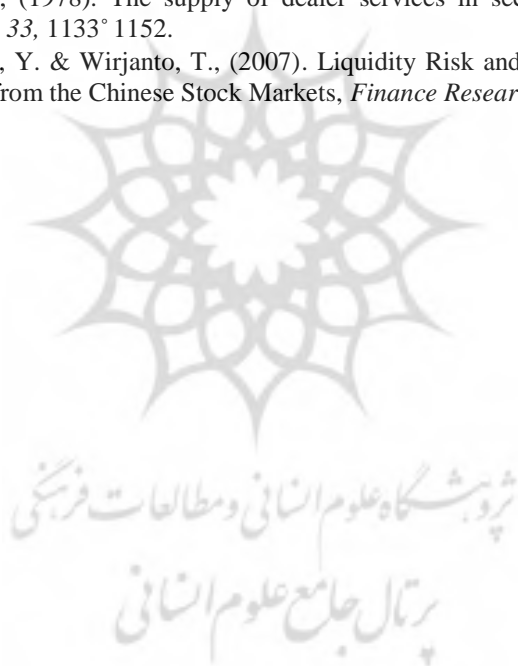 , (1978). The supply of dealer services in sec
33, 1133˚1152.
, Y. & Wirjanto, T., (2007). Liquidity Risk and
from the Chinese Stock Markets, Finance Resear
پژوهشگاه علوم انسانی و مطالعات فرهنگی
پرتال جامع علوم انسانی